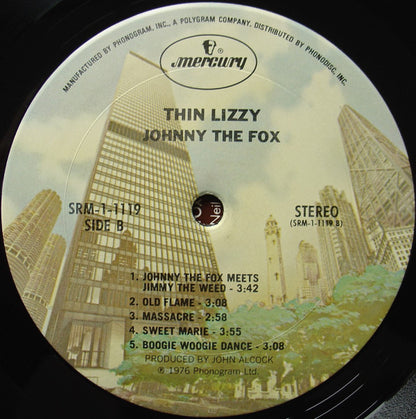 MANUFACTURED BY PHONOGRAM, INC., A POLYGRAM COMPANY. DISTRIBUTED BY PHONODISC, INC.
mercury
THIN LIZZY
JOHNNY THE FOX
SRM-1-1119
SIDE B
Neil
STEREO
(SRM-1-1119 B)
1. JOHNNY THE FOX MEETS
JIMMY THE WEED - 3:42
2. OLD FLAME - 3:08
3. MASSACRE - 2:58
4. SWEET MARIE - 3:55
5. BOOGIE WOOGIE DANCE - 3:08
PRODUCED BY JOHN ALCOCK
℗ 1976 Phonogram Ltd.